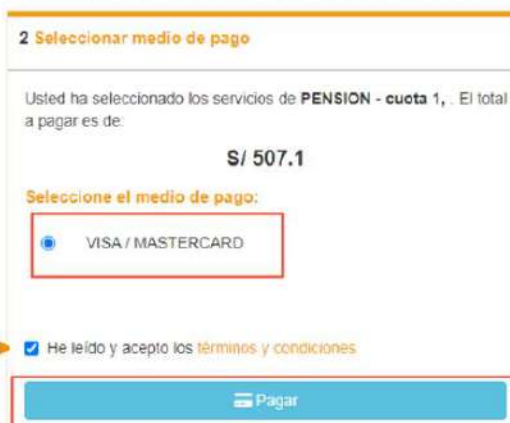 2 Seleccionar medio de pago
Usted ha seleccionado los servicios de PENSION - cuota 1, . El total
a pagar es de:
S/ 507.1
Seleccione el medio de pago:
VISA / MASTERCARD
He leído y acepto los términos y condiciones
Pagar